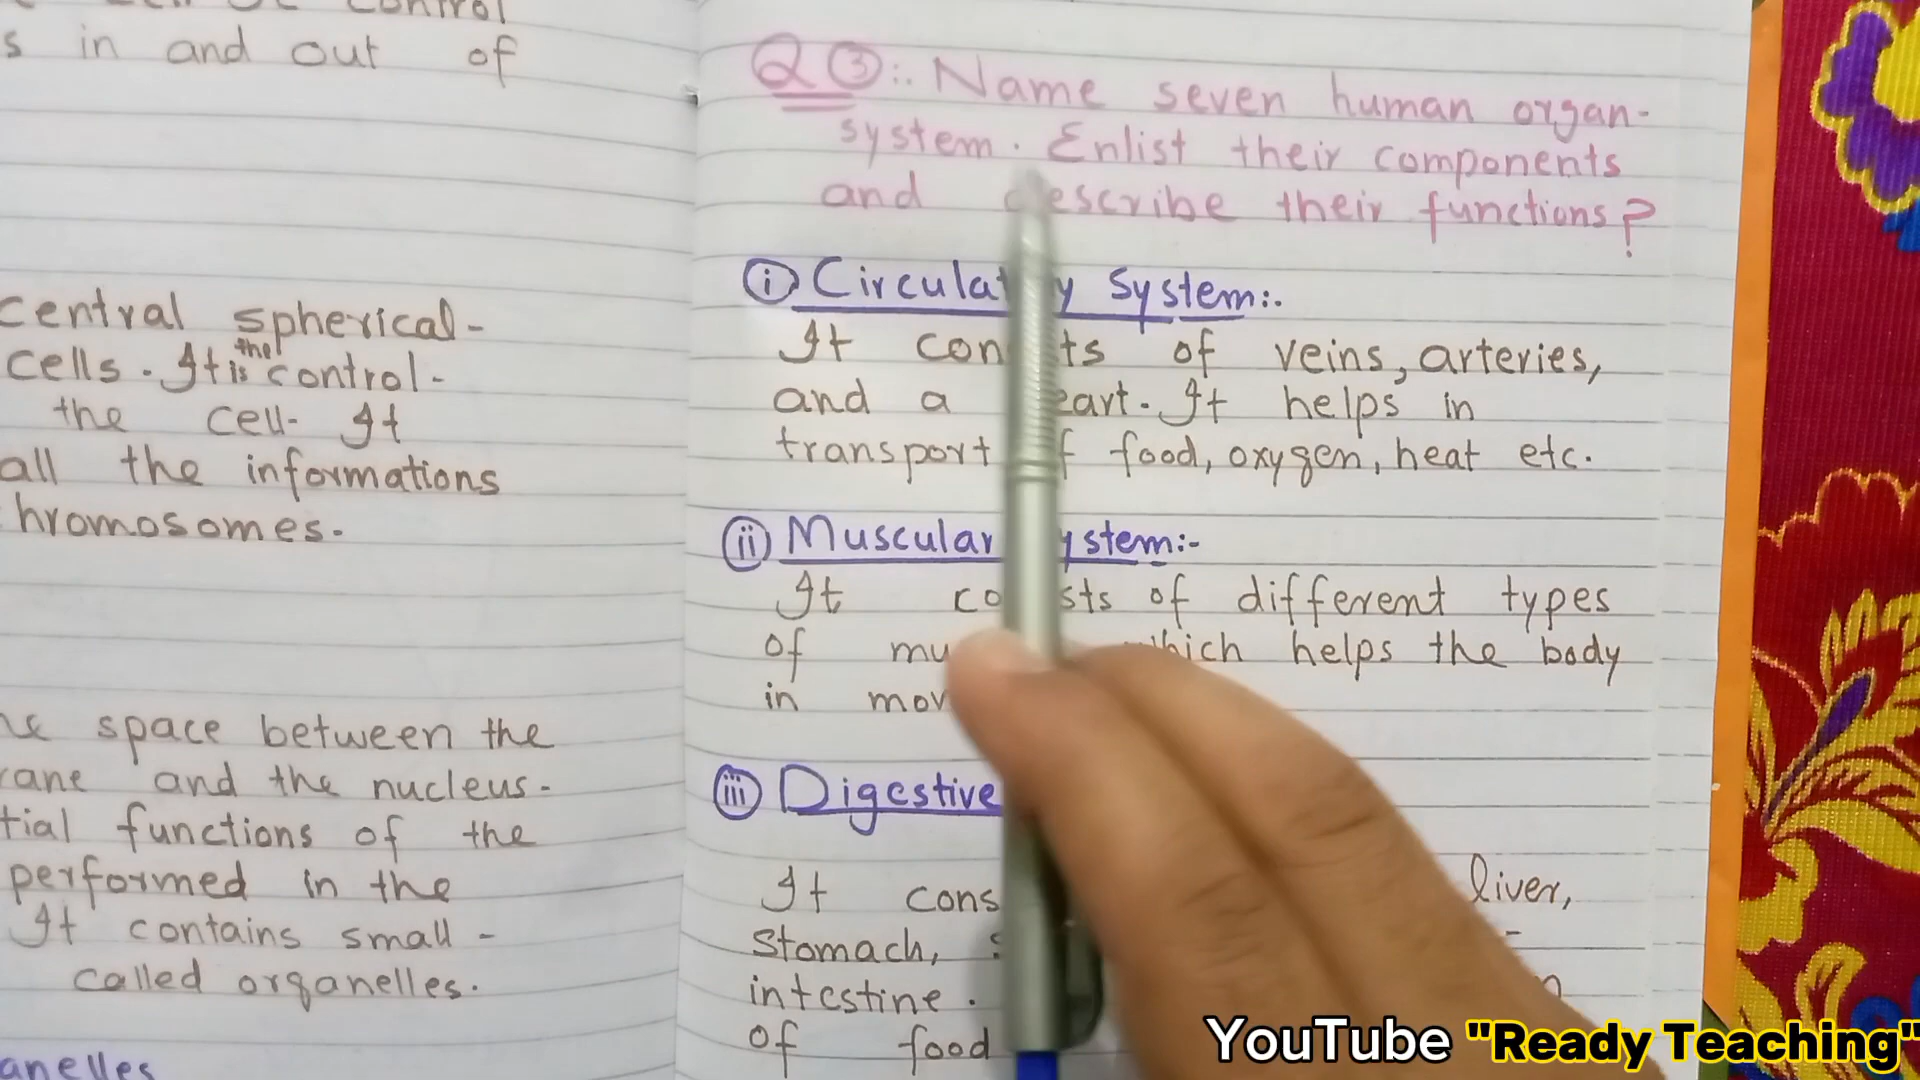 control
s in and out of
central spherical-
the
cells. It is control-
the cell- It
all the informations
hromosomes.
space between the
rane and the nucleus-
tial functions of the
performed in the
It contains small -
called organelles.
anelles
Q 3:. Name seven human organ-
system. Enlist their components
and describe their functions?
(i) Circulat y System:.
It con ts of veins, arteries,
and a eart. It helps in
transport f food, oxygen, heat etc.
(ii) Muscular ystem:-
It co sts of different types
of mu which helps the body
in mov
(iii) Digestive
It cons liver,
stomach, s
intestine.
of food
YouTube "Ready Teaching"